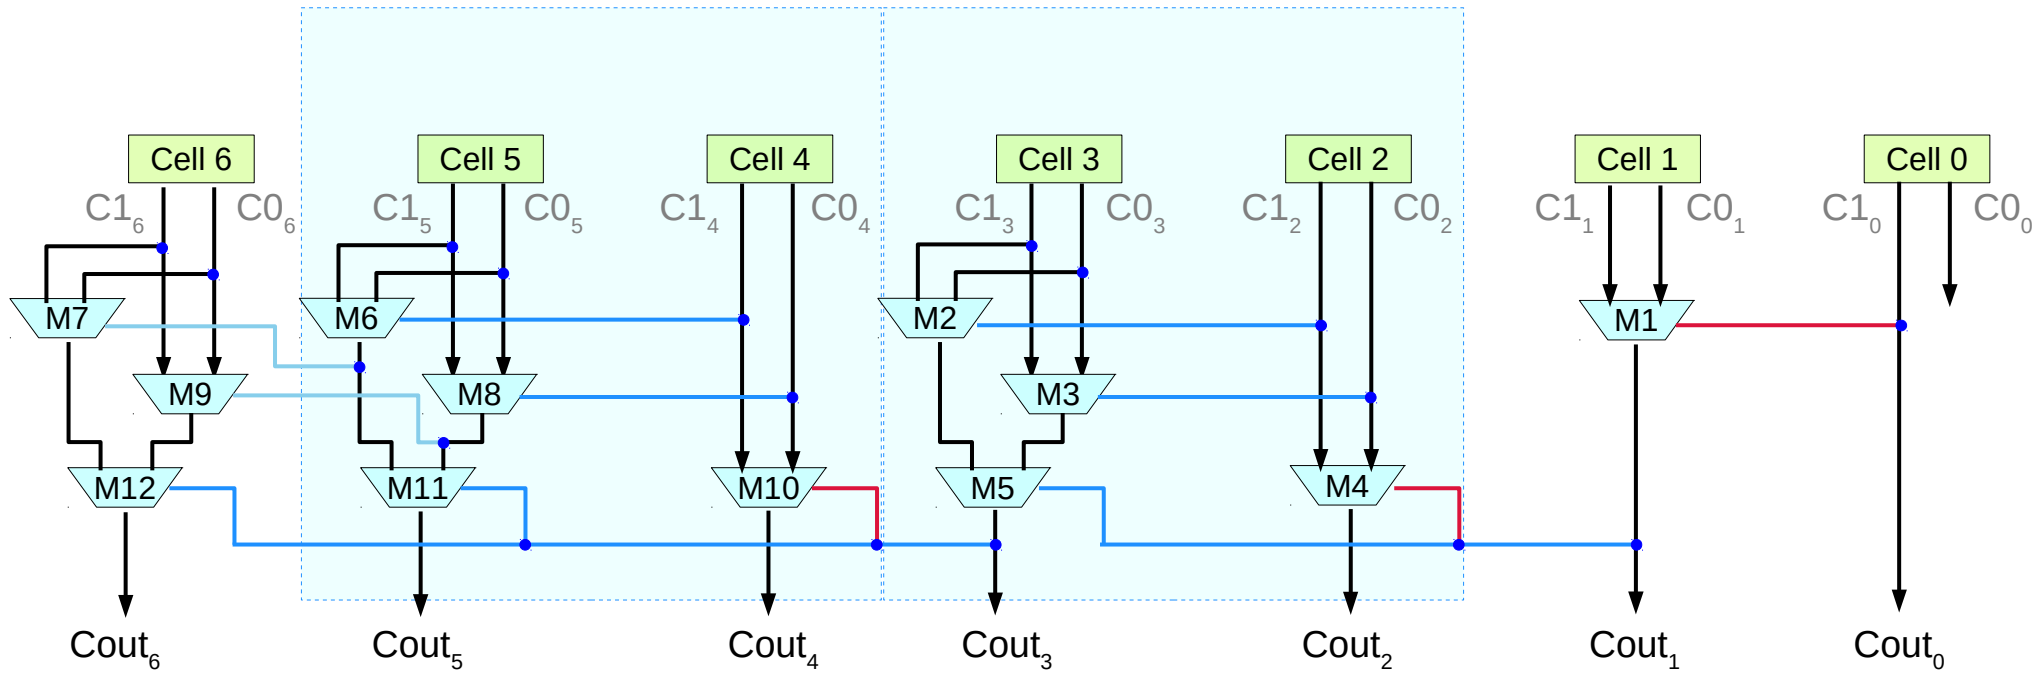 Cell 6 Cell 5 Cell 4 Cell 3 Cell 2 Cell 1 Cell 0
C1₆ C0₆ C1₅ C0₅ C1₄ C0₄ C1₃ C0₃ C1₂ C0₂ C1₁ C0₁ C1₀ C0₀
M7 M6 M2 M1
M9 M8 M3
M12 M11 M10 M5 M4
Cout₆ Cout₅ Cout₄ Cout₃ Cout₂ Cout₁ Cout₀